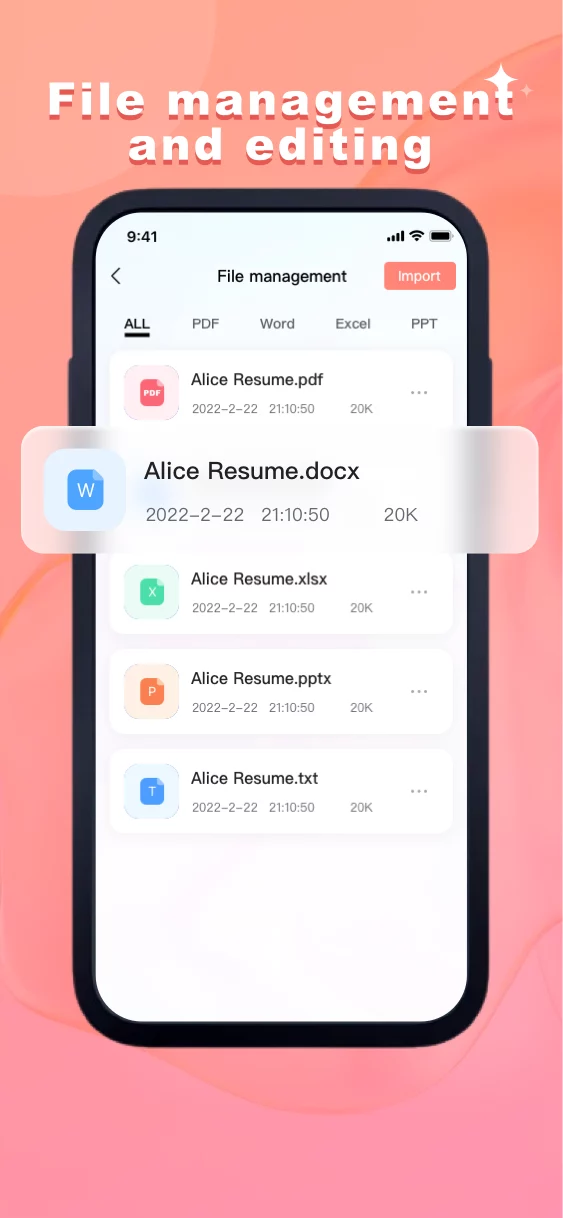 File management
and editing
9:41
File management
Import
ALL PDF Word Excel PPT
Alice Resume.pdf
PDF
2022-2-22 21:10:50 20K
Alice Resume.docx
W
2022-2-22 21:10:50 20K
Alice Resume.xlsx
X
2022-2-22 21:10:50 20K
Alice Resume.pptx
P
2022-2-22 21:10:50 20K
Alice Resume.txt
T
2022-2-22 21:10:50 20K